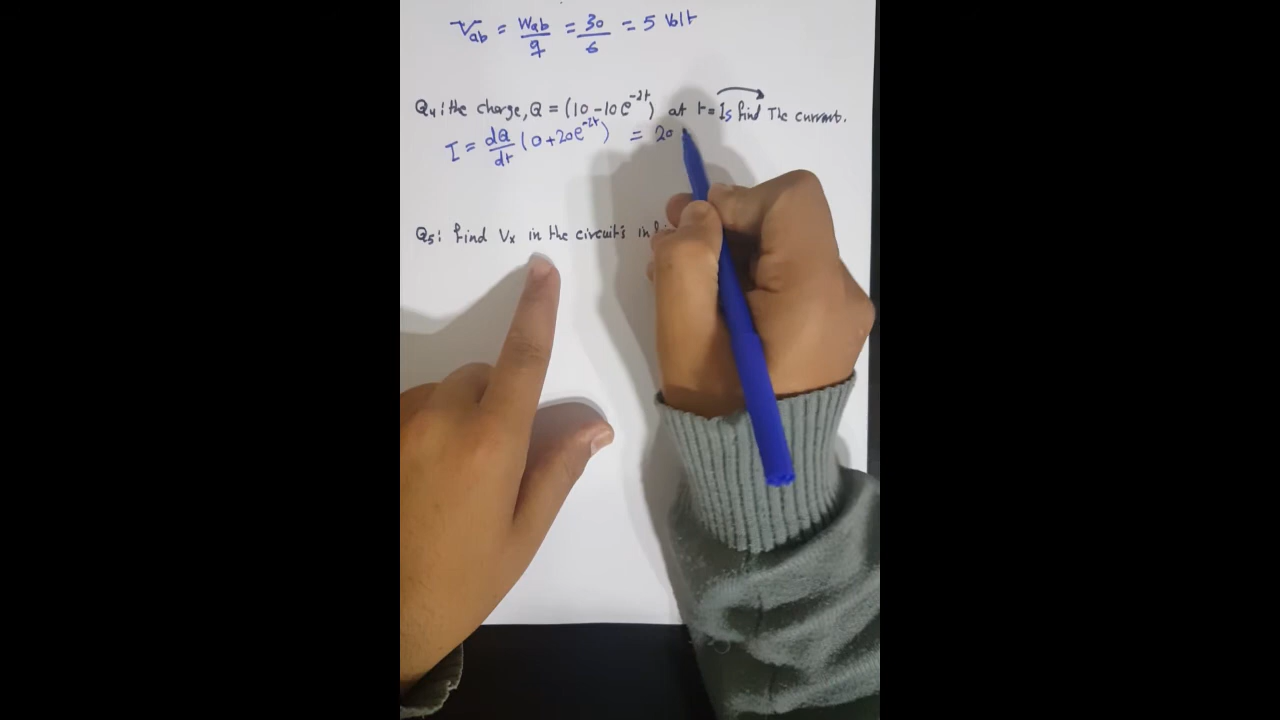 Vab = Wab/q = 30/6 = 5 Volt
Q4: the charge, Q = (10-10e^-2t) at t = 1s find The current.
I = dQ/dt (0+20e^-2t) = 20
Q5: find Vx in the circuit's in